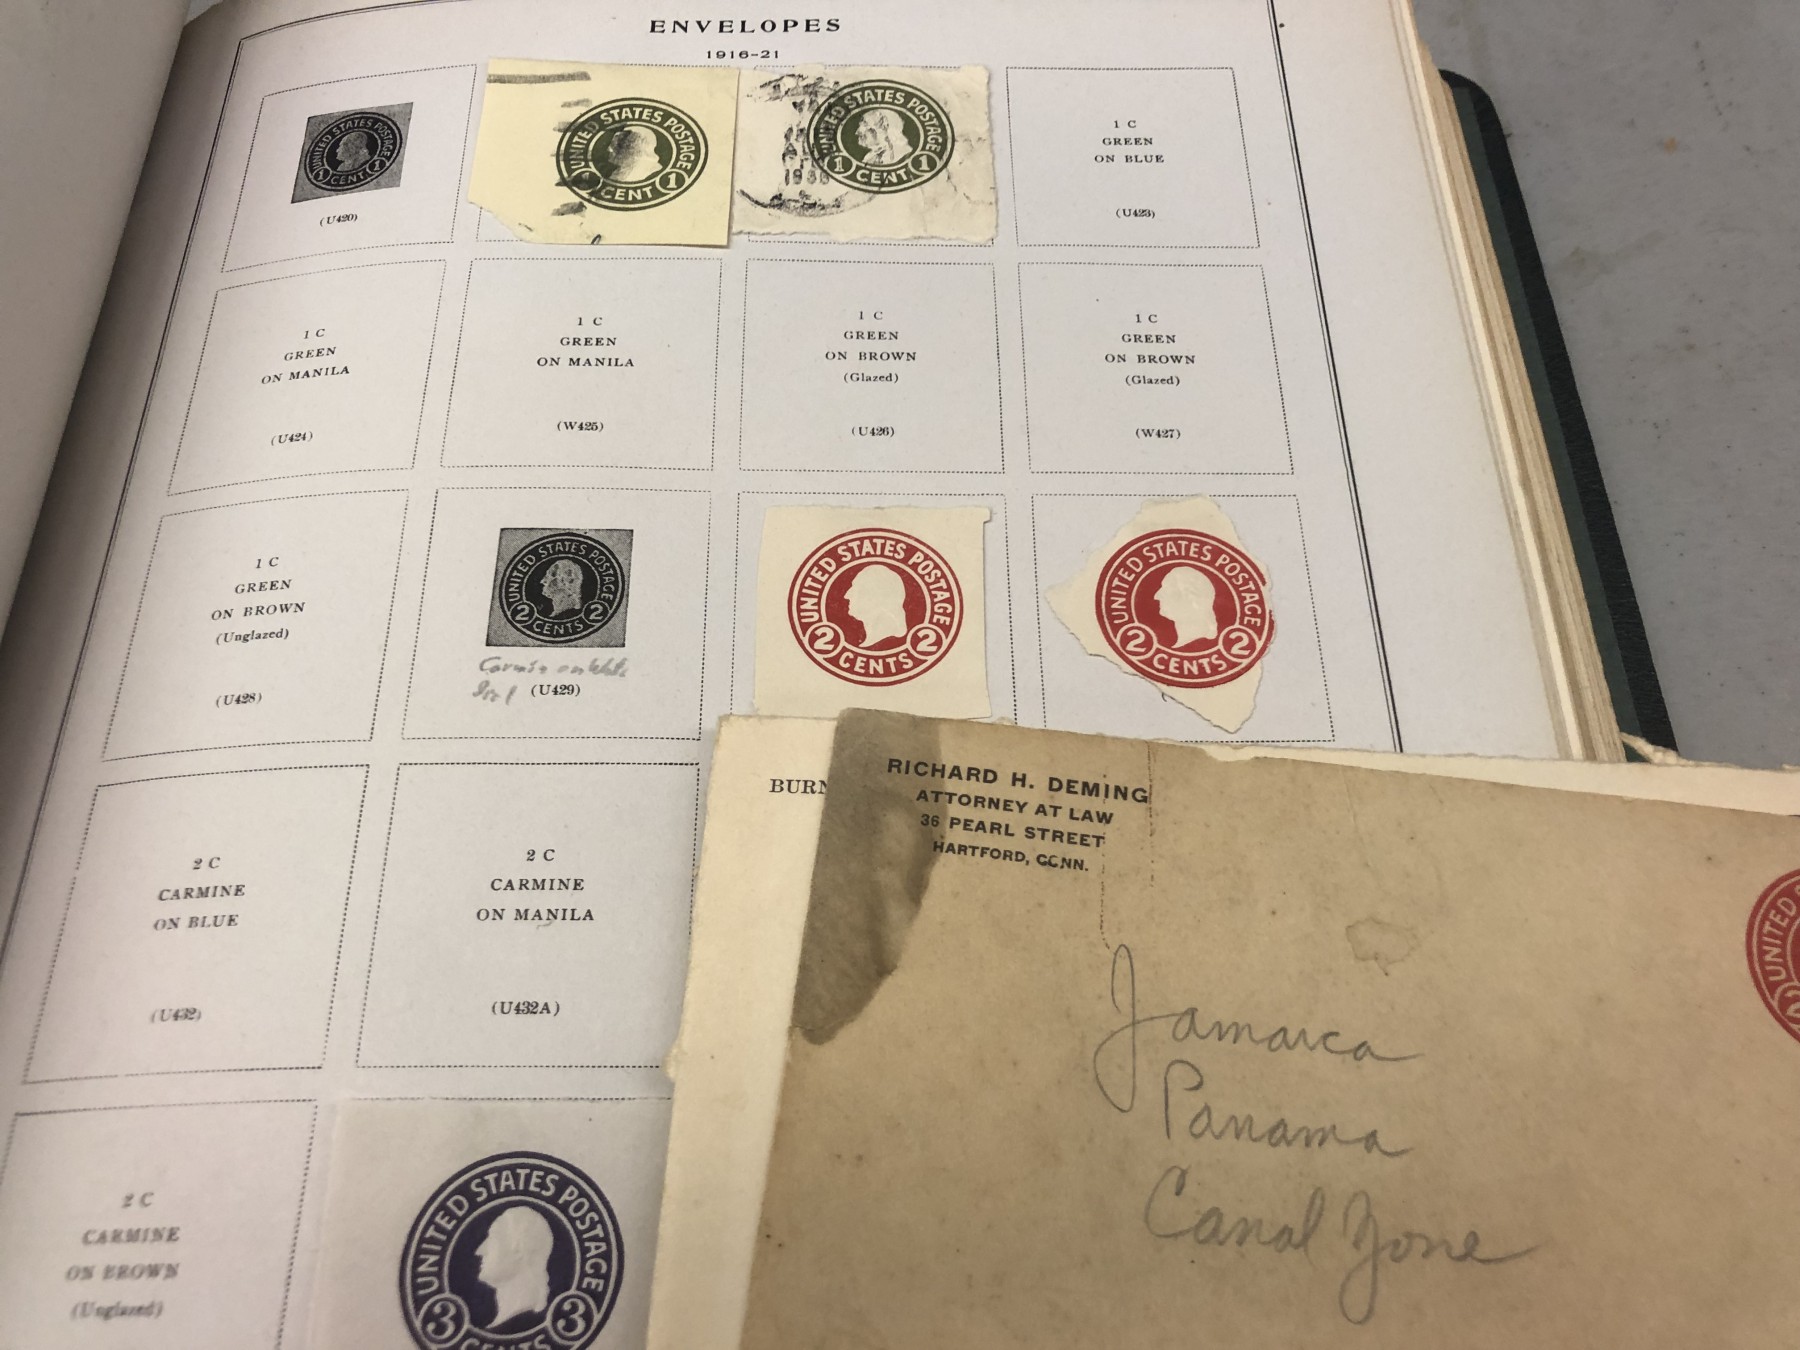 ENVELOPES
1916-21
UNITED STATES POSTAGE
1 CENT 1
(U420)
UNITED STATES POSTAGE
CENT 1
UNITED STATES POSTAGE
1 CENT 1
1 C
GREEN
ON BLUE
(U423)
1 C
GREEN
ON MANILA
(U424)
1 C
GREEN
ON MANILA
(W425)
1 C
GREEN
ON BROWN
(Glazed)
(U426)
1 C
GREEN
ON BROWN
(Glazed)
(W427)
1 C
GREEN
ON BROWN
(Unglazed)
(U428)
UNITED STATES POSTAGE
2 CENTS 2
(U429)
UNITED STATES POSTAGE
2 CENTS 2
UNITED STATES POSTAGE
2 CENTS 2
2 C
CARMINE
ON BLUE
(U432)
2 C
CARMINE
ON MANILA
(U432A)
2 C
CARMINE
ON BROWN
(Unglazed)
UNITED STATES POSTAGE
3 CENTS 3
BURN
RICHARD H. DEMING
ATTORNEY AT LAW
36 PEARL STREET
HARTFORD, CONN.
UNITED
2
Jamaica
Panama
Canal Zone